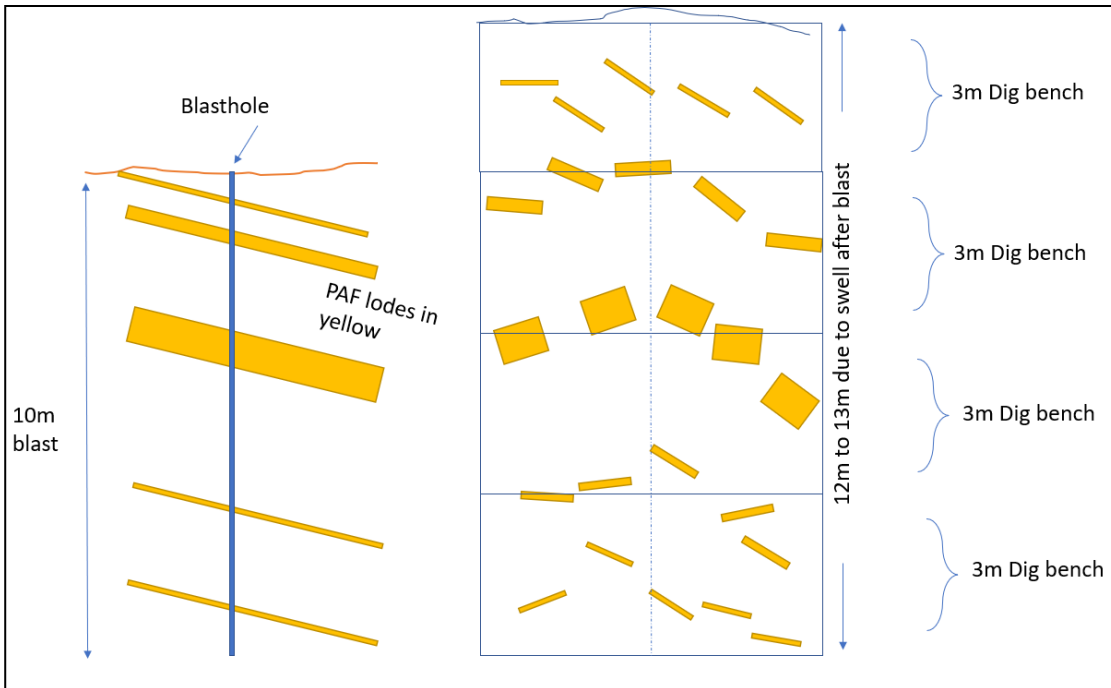 Blasthole
PAF lodes in
yellow
10m
blast
12m to 13m due to swell after blast
3m Dig bench
3m Dig bench
3m Dig bench
3m Dig bench